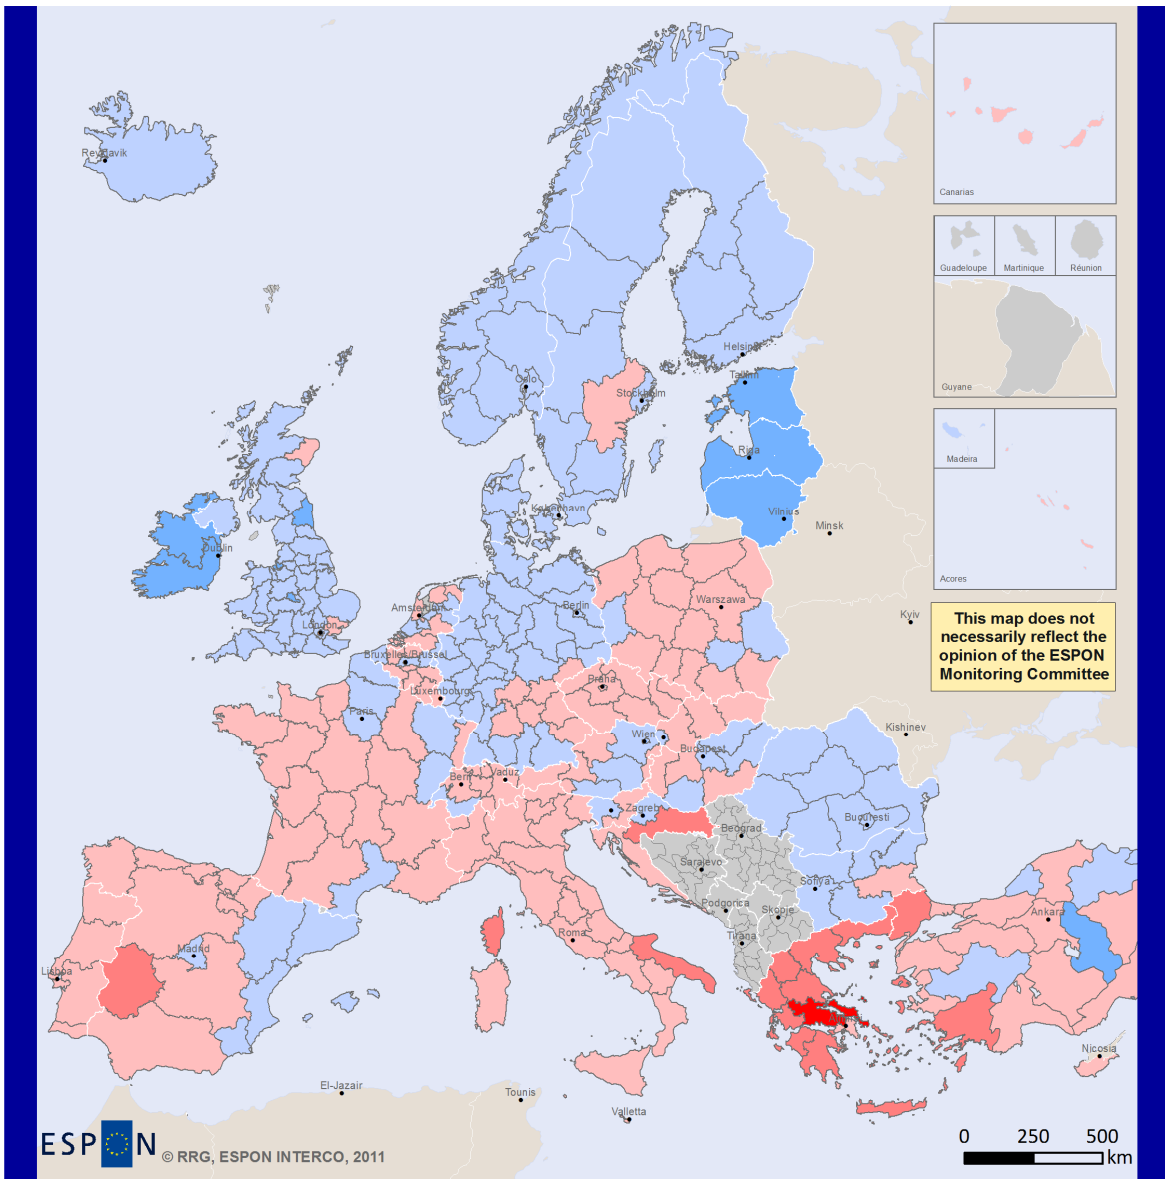 Reykjavik
Canarias
Guadeloupe
Martinique
Réunion
Guyane
Madeira
Acores
Helsinki
Tallinn
Oslo
Stockholm
Riga
København
Vilnius
Minsk
Dublin
Amsterdam
Berlin
Warszawa
London
Kyiv
This map does not
necessarily reflect the
opinion of the ESPON
Monitoring Committee
Bruxelles/Brussel
Luxembourg
Praha
Paris
Kishinev
Wien
Budapest
Bern
Vaduz
Zagreb
Beograd
Bucuresti
Sarajevo
Sofiya
Podgorica
Skopje
Ankara
Roma
Tirana
Madrid
Lisboa
Nicosia
El-Jazair
Tounis
Valletta
ESPON
© RRG, ESPON INTERCO, 2011
0 250 500
km